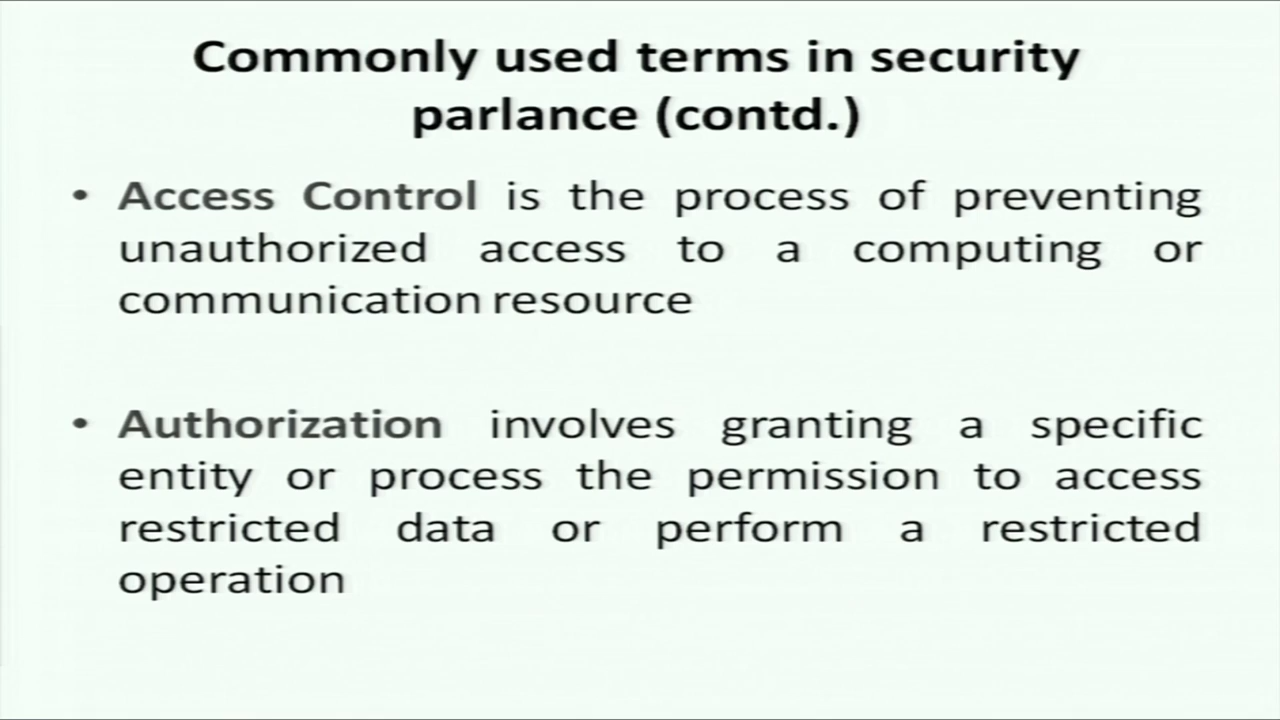 Commonly used terms in security
parlance (contd.)
• Access Control is the process of preventing
unauthorized access to a computing or
communication resource
• Authorization involves granting a specific
entity or process the permission to access
restricted data or perform a restricted
operation